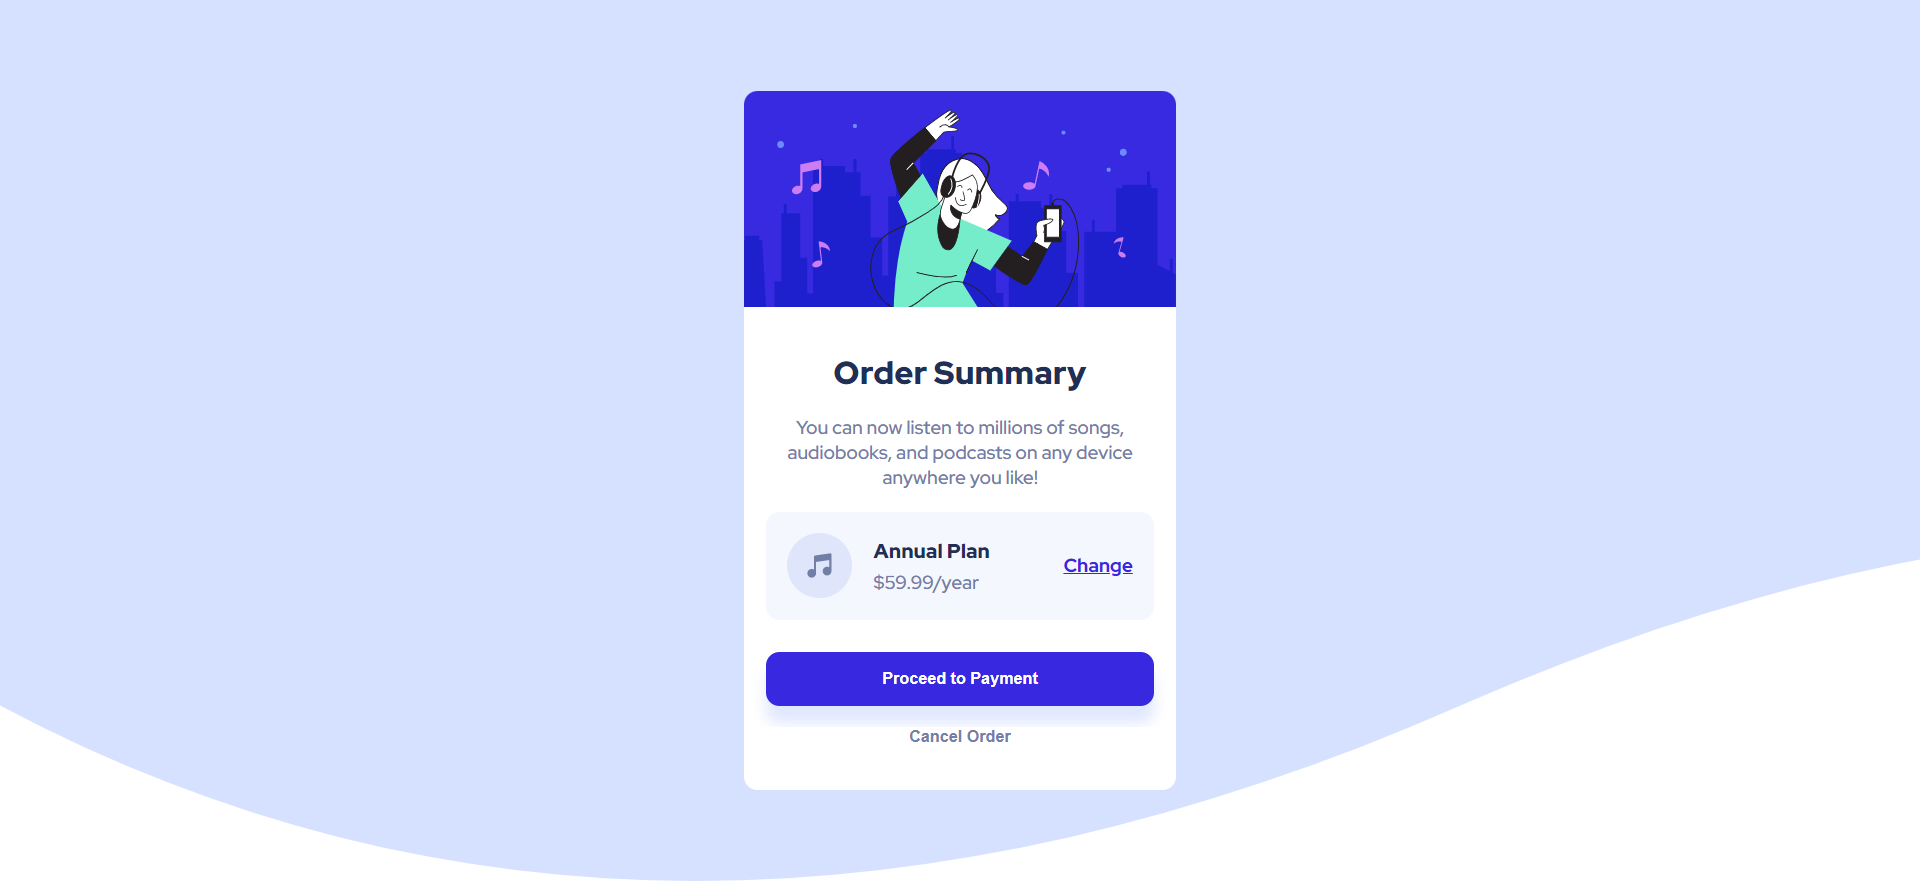 Order Summary
You can now listen to millions of songs,
audiobooks, and podcasts on any device
anywhere you like!
Annual Plan
$59.99/year
Change
Proceed to Payment
Cancel Order